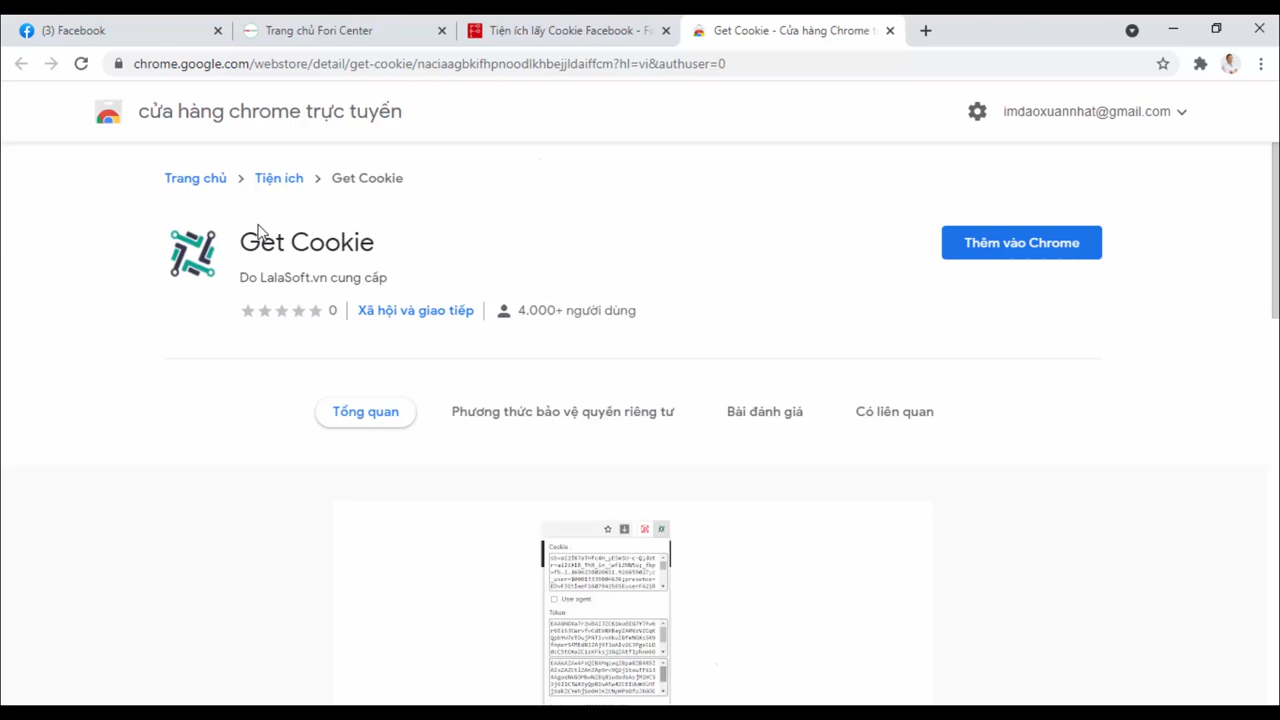 (3) Facebook
Trang chủ Fori Center
Tiện ích lấy Cookie Facebook - F
Get Cookie - Cửa hàng Chrome t
chrome.google.com/webstore/detail/get-cookie/naciaagbkifhpnoodlkhbejjldaiffcm?hl=vi&authuser=0
cửa hàng chrome trực tuyến
imdaoxuannhat@gmail.com
Trang chủ > Tiện ích > Get Cookie
Get Cookie
Thêm vào Chrome
Do LalaSoft.vn cung cấp
0
Xã hội và giao tiếp
4.000+ người dùng
Tổng quan
Phương thức bảo vệ quyền riêng tư
Bài đánh giá
Có liên quan
Cookie
Use agent
Token